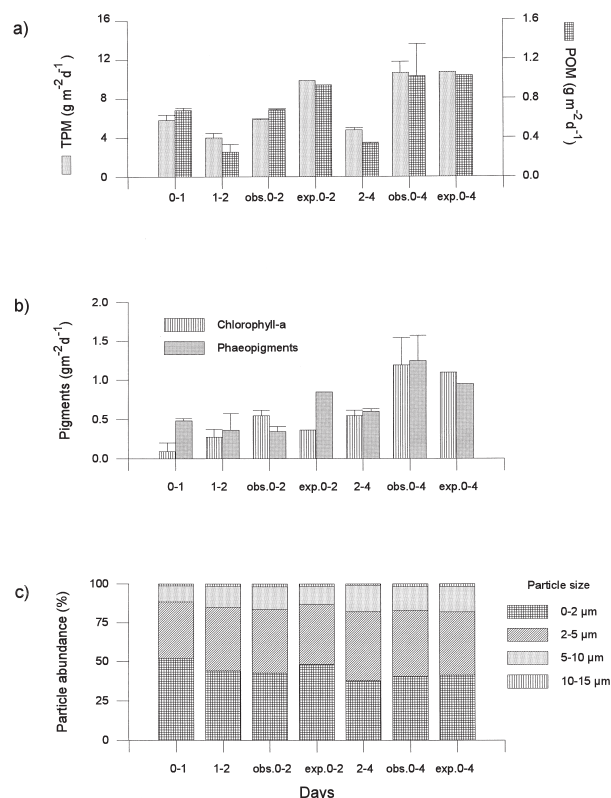 a)
TPM (g m-2 d-1)
16
12
8
4
0
1.6
1.2
0.8
0.4
0.0
POM (g m-2 d-1)
0-1 1-2 obs.0-2 exp.0-2 2-4 obs.0-4 exp.0-4
b)
Pigments (gm-2 d-1)
2.0
1.5
1.0
0.5
0.0
Chlorophyll-a
Phaeopigments
0-1 1-2 obs.0-2 exp.0-2 2-4 obs.0-4 exp.0-4
c)
Particle abundance (%)
100
75
50
25
0
Particle size
0-2 µm
2-5 µm
5-10 µm
10-15 µm
0-1 1-2 obs.0-2 exp.0-2 2-4 obs.0-4 exp.0-4
Days